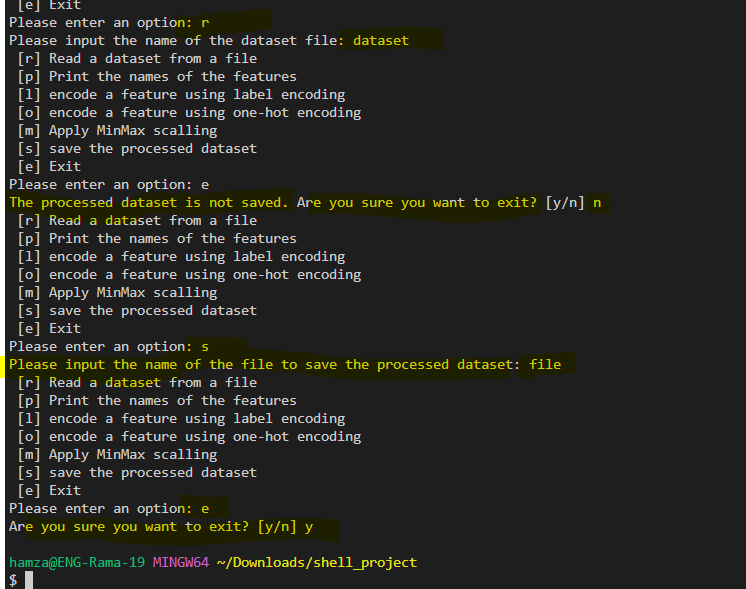 [e] Exit
Please enter an option: r
Please input the name of the dataset file: dataset
[r] Read a dataset from a file
[p] Print the names of the features
[l] encode a feature using label encoding
[o] encode a feature using one-hot encoding
[m] Apply MinMax scalling
[s] save the processed dataset
[e] Exit
Please enter an option: e
The processed dataset is not saved. Are you sure you want to exit? [y/n] n
[r] Read a dataset from a file
[p] Print the names of the features
[l] encode a feature using label encoding
[o] encode a feature using one-hot encoding
[m] Apply MinMax scalling
[s] save the processed dataset
[e] Exit
Please enter an option: s
Please input the name of the file to save the processed dataset: file
[r] Read a dataset from a file
[p] Print the names of the features
[l] encode a feature using label encoding
[o] encode a feature using one-hot encoding
[m] Apply MinMax scalling
[s] save the processed dataset
[e] Exit
Please enter an option: e
Are you sure you want to exit? [y/n] y
hamza@ENG-Rama-19 MINGW64 ~/Downloads/shell_project
$